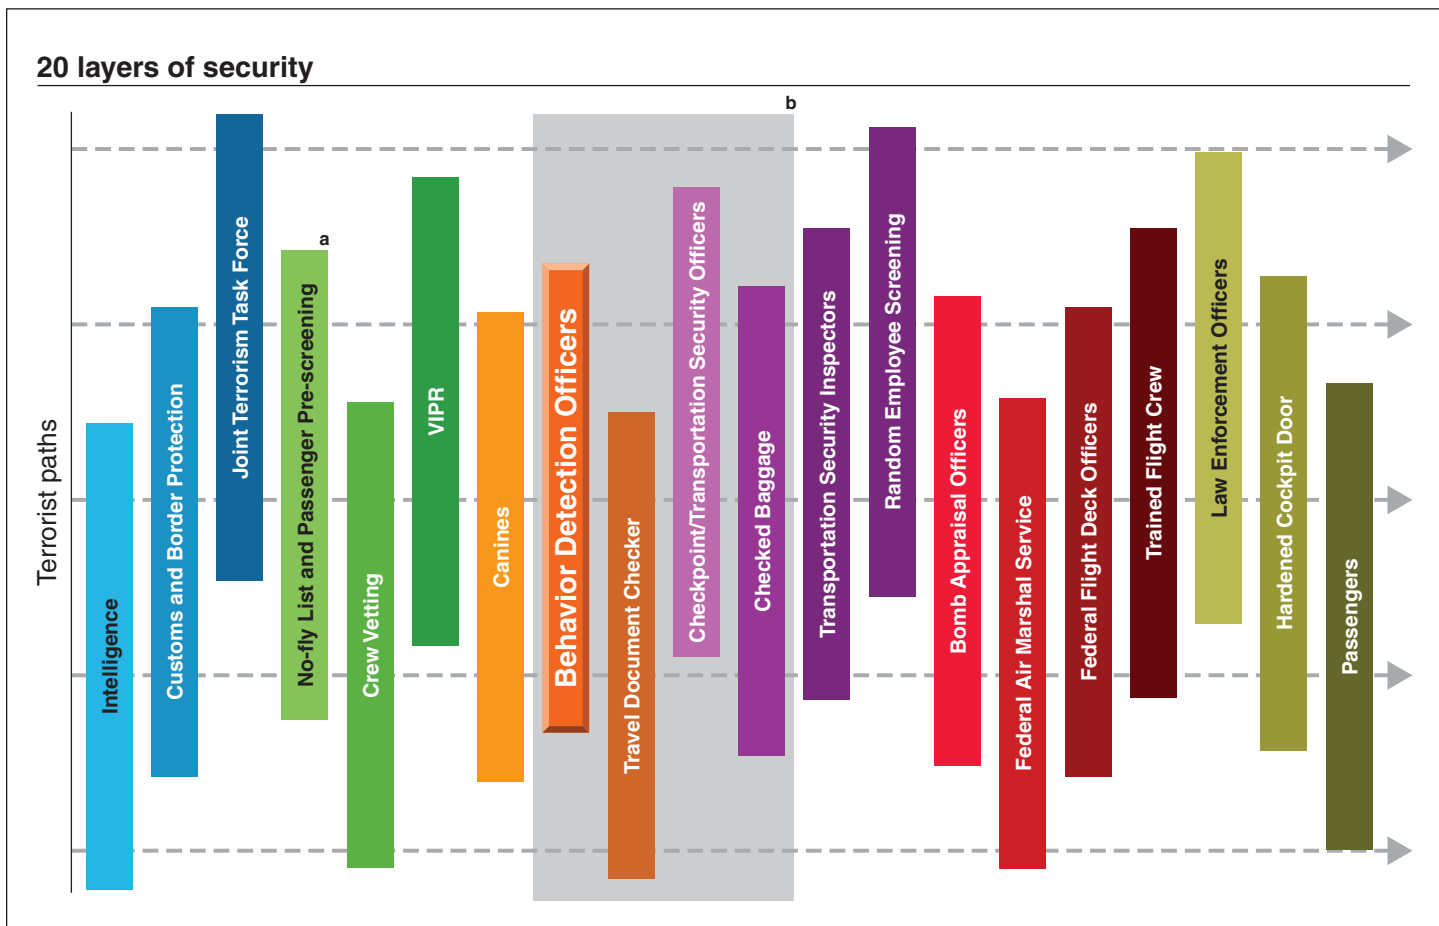 20 layers of security
b
a
Terrorist paths
Intelligence
Customs and Border Protection
Joint Terrorism Task Force
No-fly List and Passenger Pre-screening
Crew Vetting
VIPR
Canines
Behavior Detection Officers
Travel Document Checker
Checkpoint/Transportation Security Officers
Checked Baggage
Transportation Security Inspectors
Random Employee Screening
Bomb Appraisal Officers
Federal Air Marshal Service
Federal Flight Deck Officers
Trained Flight Crew
Law Enforcement Officers
Hardened Cockpit Door
Passengers